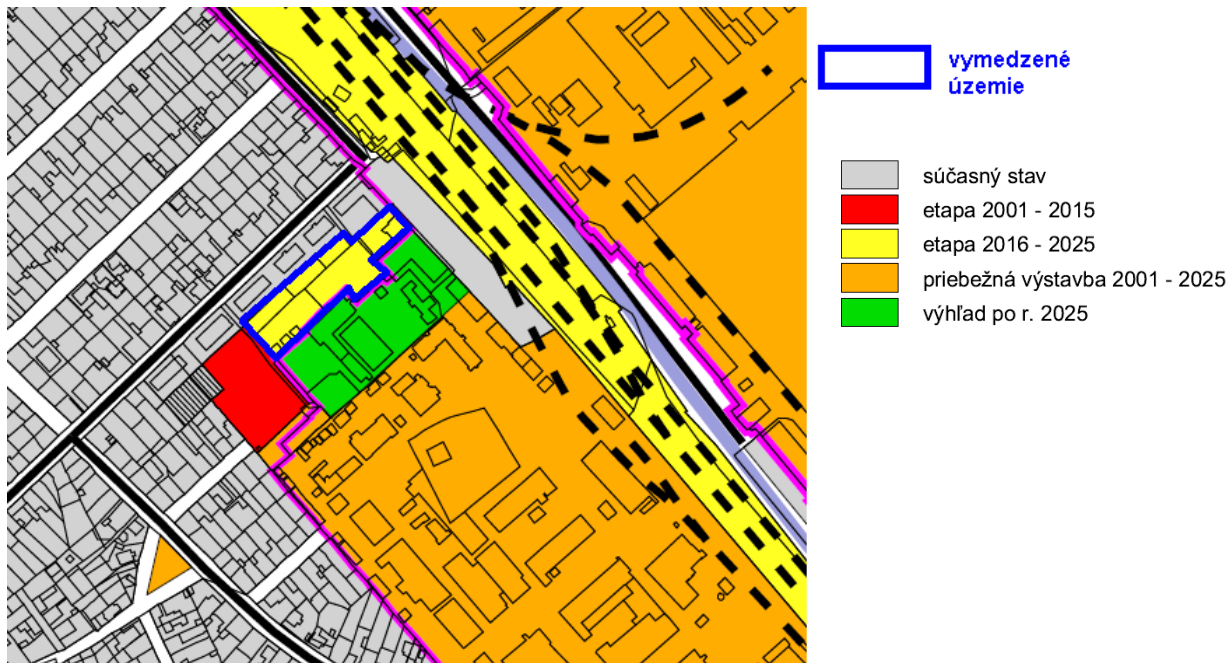 vymedzené
územie
súčasný stav
etapa 2001 - 2015
etapa 2016 - 2025
priebežná výstavba 2001 - 2025
výhľad po r. 2025